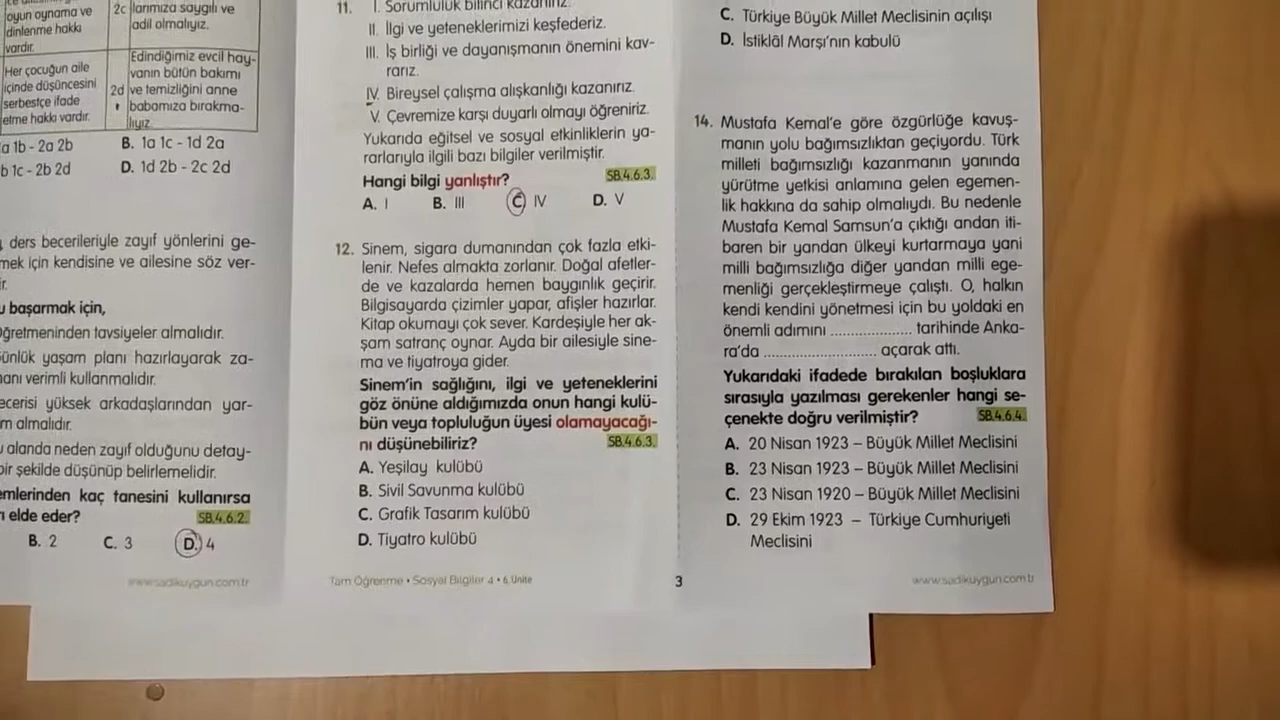 oyun oynama ve
dinlenme hakkı
vardır.
2c larımıza saygılı ve
adil olmalıyız.
Her çocuğun aile
içinde düşüncesini
serbestçe ifade
etme hakkı vardır.
2d
Edindiğimiz evcil hay-
vanın bütün bakımı
ve temizliğini anne
babamıza bırakma-
lıyız.
a 1b - 2a 2b
B. 1a 1c - 1d 2a
b 1c - 2b 2d
D. 1d 2b - 2c 2d
ders becerileriyle zayıf yönlerini ge-
mek için kendisine ve ailesine söz ver-
ir.
u başarmak için,
Öğretmeninden tavsiyeler almalıdır.
Günlük yaşam planı hazırlayarak za-
manı verimli kullanmalıdır.
ecerisi yüksek arkadaşlarından yar-
m almalıdır.
u alanda neden zayıf olduğunu detay-
bir şekilde düşünüp belirlemelidir.
emlerinden kaç tanesini kullanırsa
elde eder?
SB.4.6.2.
B. 2 C. 3 D. 4
www.sadikuygun.com.tr
11. I. Sorumluluk bilinci kazanırız.
II. İlgi ve yeteneklerimizi keşfederiz.
III. İş birliği ve dayanışmanın önemini kav-
rarız.
IV. Bireysel çalışma alışkanlığı kazanırız.
V. Çevremize karşı duyarlı olmayı öğreniriz.
Yukarıda eğitsel ve sosyal etkinliklerin ya-
rarlarıyla ilgili bazı bilgiler verilmiştir.
Hangi bilgi yanlıştır?
SB.4.6.3.
A. I B. III C. IV D. V
12. Sinem, sigara dumanından çok fazla etki-
lenir. Nefes almakta zorlanır. Doğal afetler-
de ve kazalarda hemen baygınlık geçirir.
Bilgisayarda çizimler yapar, afişler hazırlar.
Kitap okumayı çok sever. Kardeşiyle her ak-
şam satranç oynar. Ayda bir ailesiyle sine-
ma ve tiyatroya gider.
Sinem'in sağlığını, ilgi ve yeteneklerini
göz önüne aldığımızda onun hangi kulü-
bün veya topluluğun üyesi olamayacağı-
nı düşünebiliriz?
SB.4.6.3.
A. Yeşilay kulübü
B. Sivil Savunma kulübü
C. Grafik Tasarım kulübü
D. Tiyatro kulübü
Tam Öğrenme • Sosyal Bilgiler 4 • 6. Ünite
3
C. Türkiye Büyük Millet Meclisinin açılışı
D. İstiklâl Marşı'nın kabulü
14. Mustafa Kemal'e göre özgürlüğe kavuş-
manın yolu bağımsızlıktan geçiyordu. Türk
milleti bağımsızlığı kazanmanın yanında
yürütme yetkisi anlamına gelen egemen-
lik hakkına da sahip olmalıydı. Bu nedenle
Mustafa Kemal Samsun'a çıktığı andan iti-
baren bir yandan ülkeyi kurtarmaya yani
milli bağımsızlığa diğer yandan milli ege-
menliği gerçekleştirmeye çalıştı. O, halkın
kendi kendini yönetmesi için bu yoldaki en
önemli adımını .................... tarihinde Anka-
ra'da ............................ açarak attı.
Yukarıdaki ifadede bırakılan boşluklara
sırasıyla yazılması gerekenler hangi se-
çenekte doğru verilmiştir?
SB.4.6.4.
A. 20 Nisan 1923 – Büyük Millet Meclisini
B. 23 Nisan 1923 – Büyük Millet Meclisini
C. 23 Nisan 1920 – Büyük Millet Meclisini
D. 29 Ekim 1923 – Türkiye Cumhuriyeti
Meclisini
www.sadikuygun.com.tr